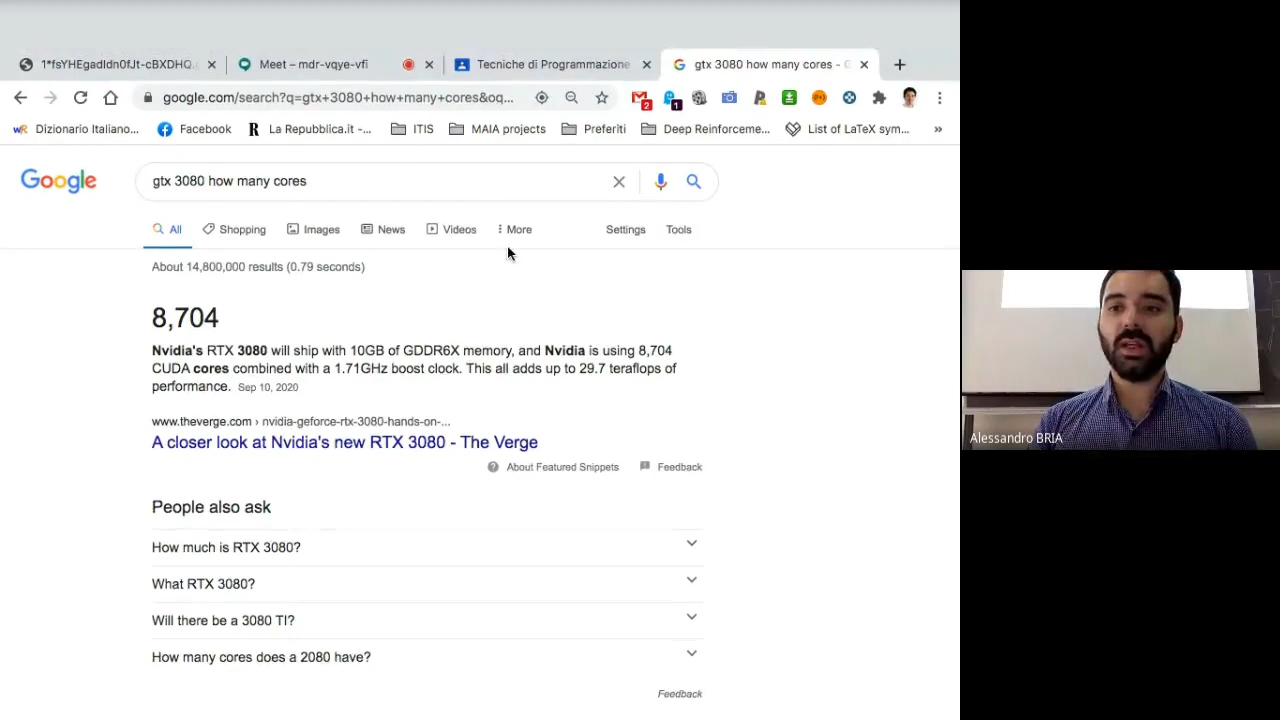 1*fsYHEgadIdn0fJt-cBXDHQ.
Meet – mdr-vqye-vfi
Tecniche di Programmazione
gtx 3080 how many cores - G
google.com/search?q=gtx+3080+how+many+cores&oq...
2
1
Dizionario Italiano...
Facebook
La Repubblica.it -...
ITIS
MAIA projects
Preferiti
Deep Reinforceme...
List of LaTeX sym...
»
Google
gtx 3080 how many cores
All
Shopping
Images
News
Videos
More
Settings
Tools
About 14,800,000 results (0.79 seconds)
8,704
Nvidia's RTX 3080 will ship with 10GB of GDDR6X memory, and Nvidia is using 8,704
CUDA cores combined with a 1.71GHz boost clock. This all adds up to 29.7 teraflops of
performance. Sep 10, 2020
www.theverge.com › nvidia-geforce-rtx-3080-hands-on-...
A closer look at Nvidia's new RTX 3080 - The Verge
About Featured Snippets
Feedback
People also ask
How much is RTX 3080?
What RTX 3080?
Will there be a 3080 TI?
How many cores does a 2080 have?
Feedback
Alessandro BRIA